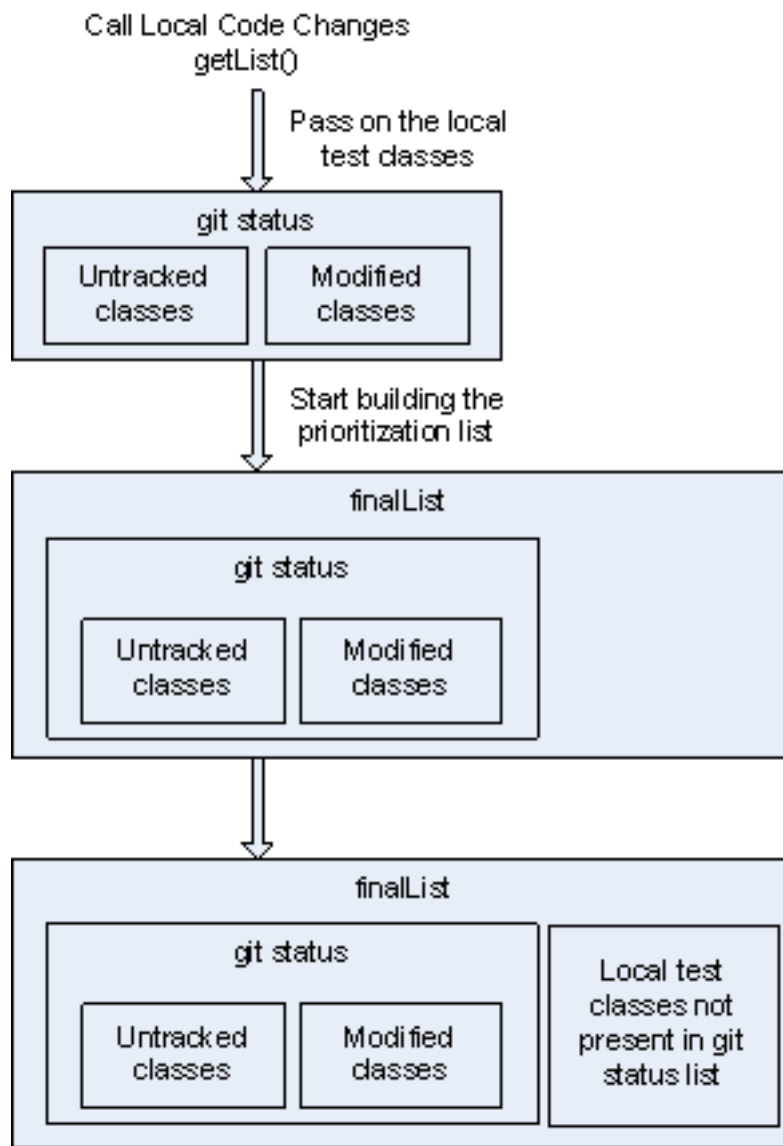 Call Local Code Changes
getList()
Pass on the local
test classes
git status
Untracked
classes
Modified
classes
Start building the
prioritization list
finalList
git status
Untracked
classes
Modified
classes
finalList
git status
Untracked
classes
Modified
classes
Local test
classes not
present in git
status list